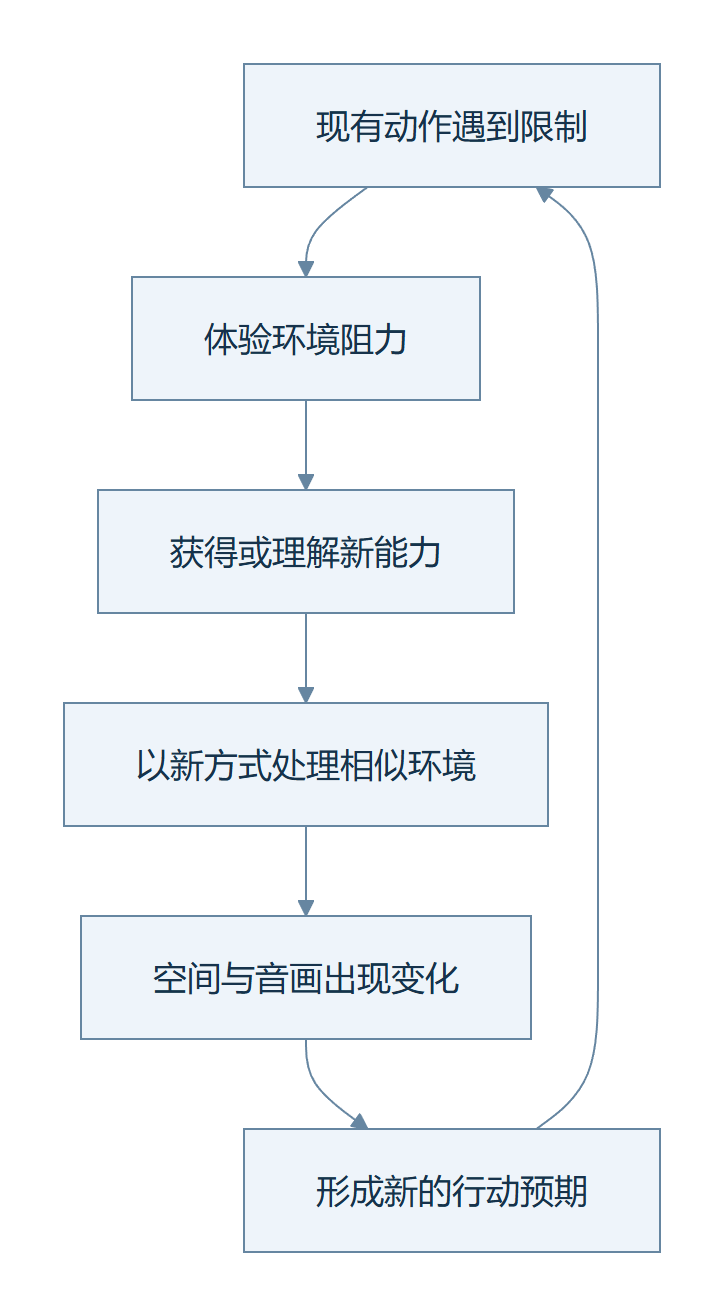 现有动作遇到限制
体验环境阻力
获得或理解新能力
以新方式处理相似环境
空间与音画出现变化
形成新的行动预期